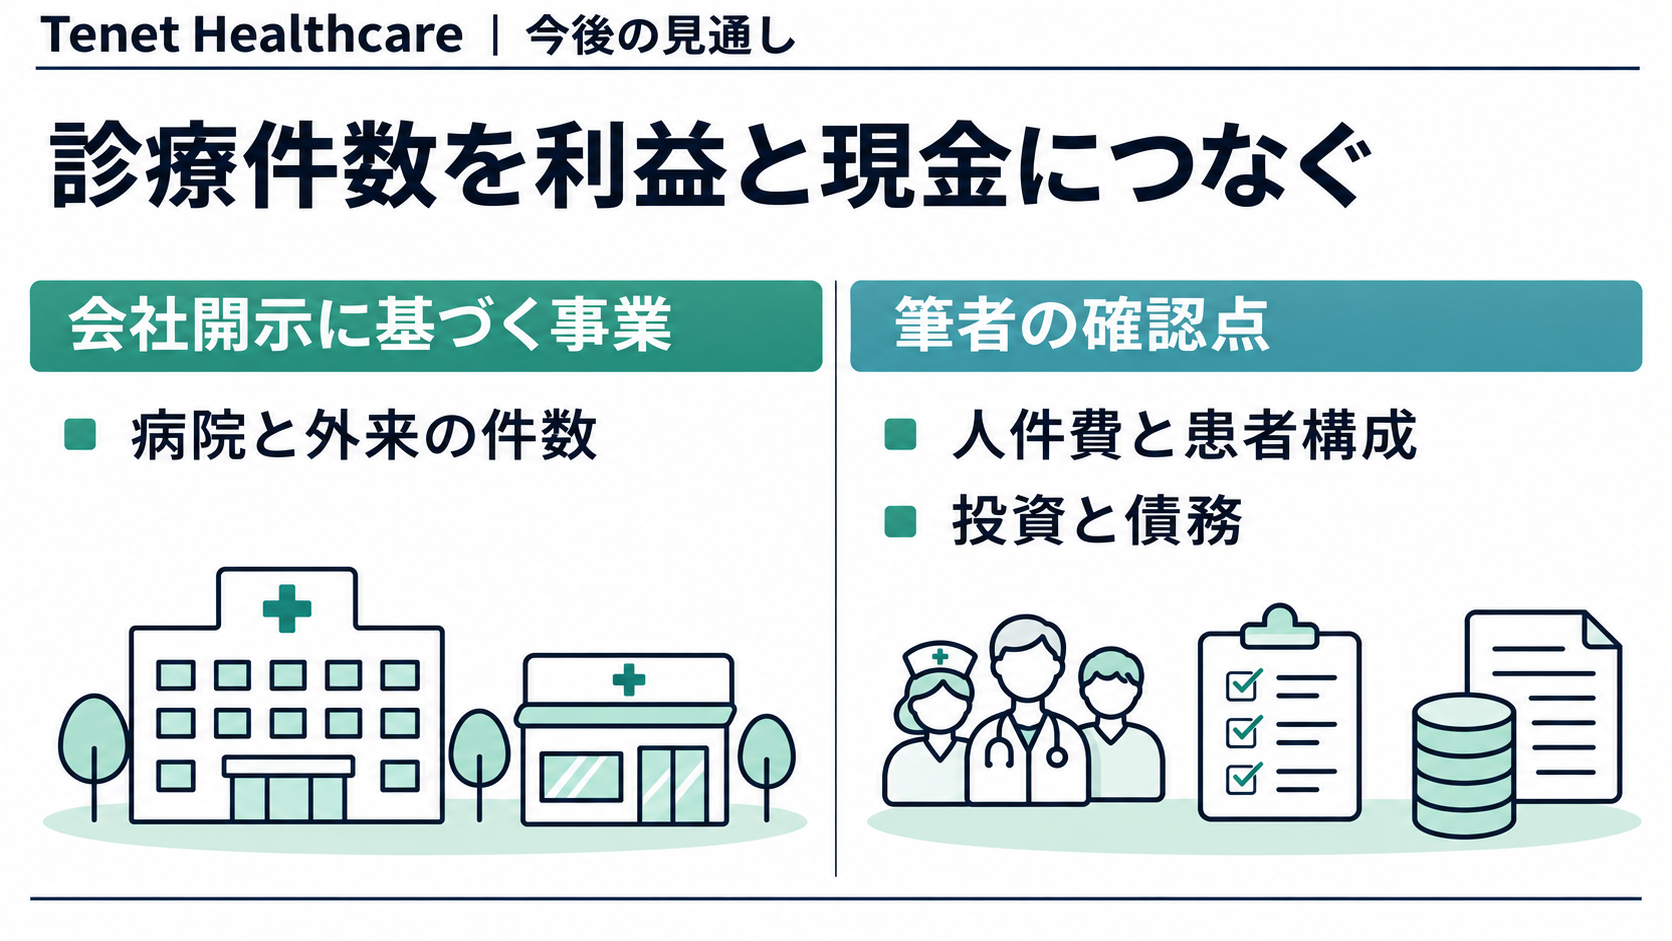 Tenet Healthcare｜今後の見通し
診療件数を利益と現金につなぐ
会社開示に基づく事業
病院と外来の件数
筆者の確認点
人件費と患者構成
投資と債務